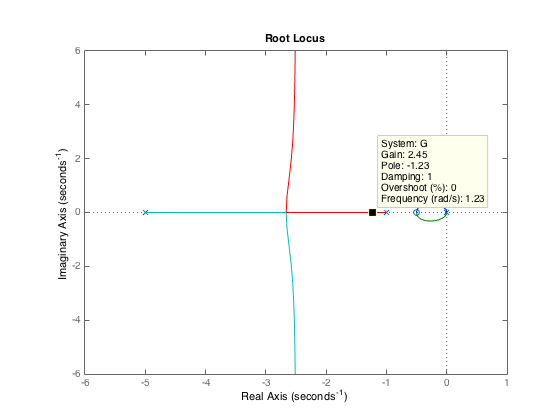 Root Locus
Imaginary Axis (seconds⁻¹)
6
4
2
0
-2
-4
-6
System: G
Gain: 2.45
Pole: -1.23
Damping: 1
Overshoot (%): 0
Frequency (rad/s): 1.23
-6 -5 -4 -3 -2 -1 0 1
Real Axis (seconds⁻¹)